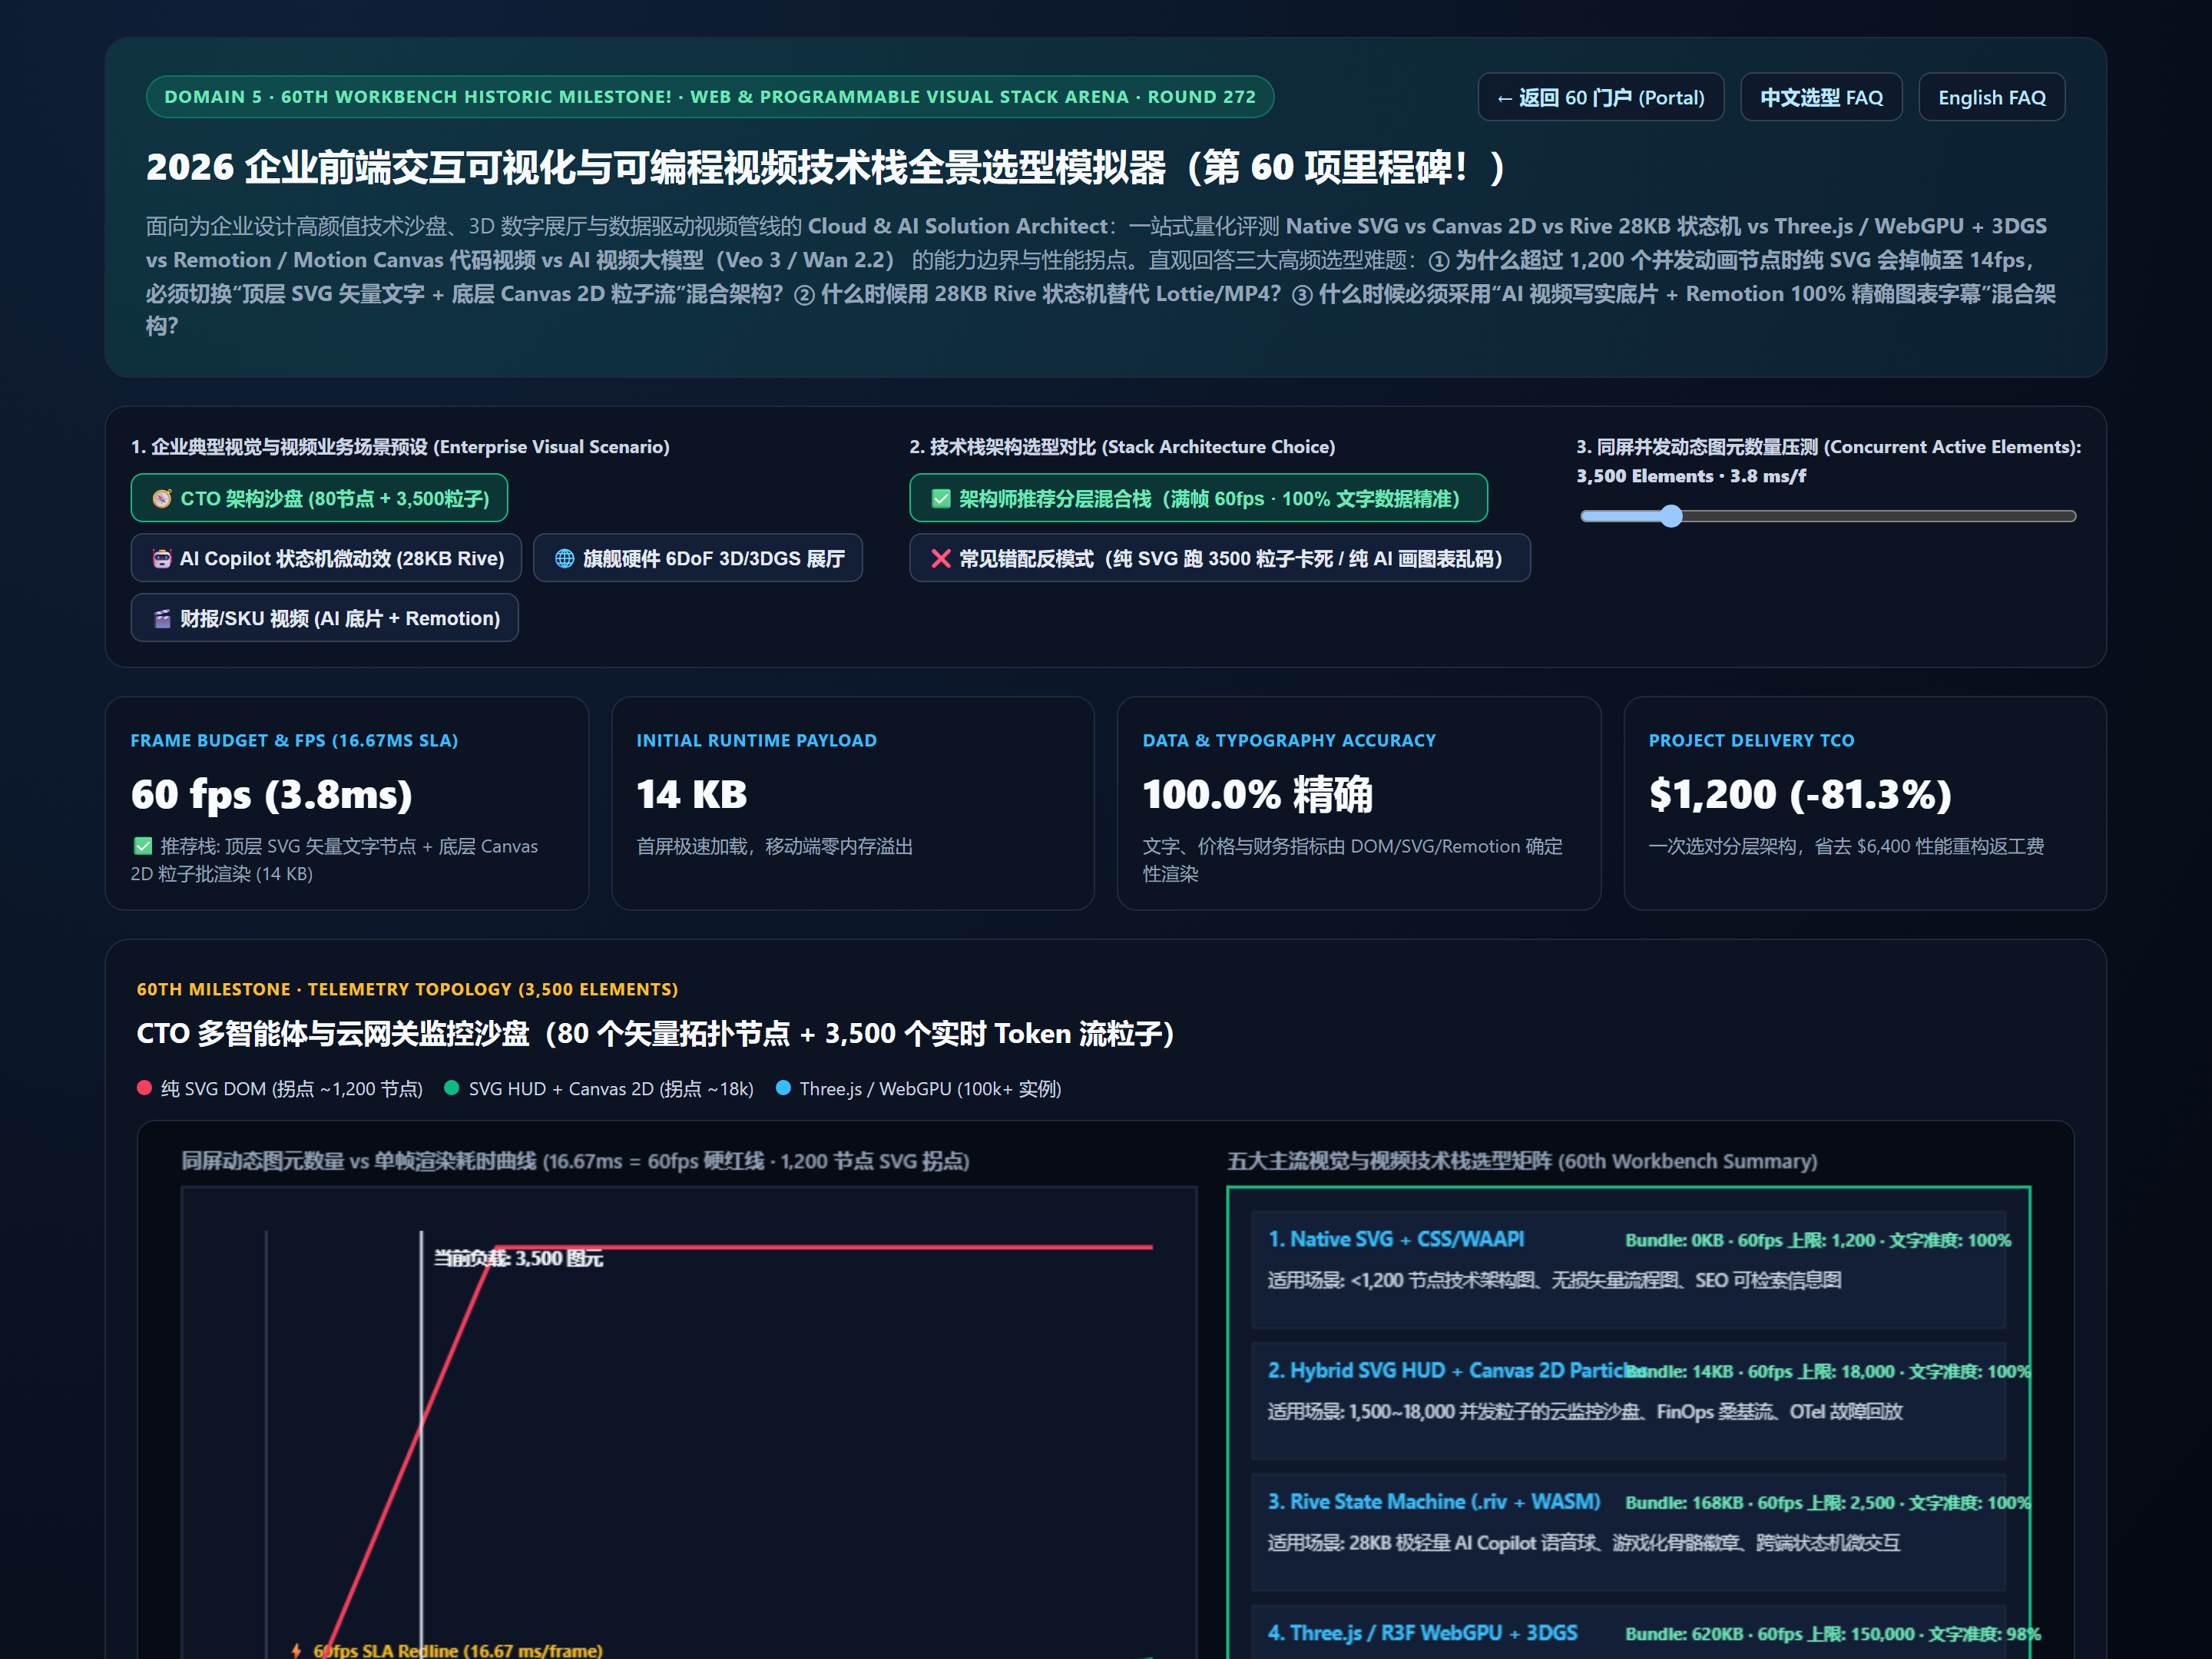 DOMAIN 5 · 60TH WORKBENCH HISTORIC MILESTONE! · WEB & PROGRAMMABLE VISUAL STACK ARENA · ROUND 272
← 返回 60 门户 (Portal)
中文选型 FAQ
English FAQ
2026 企业前端交互可视化与可编程视频技术栈全景选型模拟器（第 60 项里程碑！）
面向为企业设计高颜值技术沙盘、3D 数字展厅与数据驱动视频管线的 Cloud & AI Solution Architect：一站式量化评测 Native SVG vs Canvas 2D vs Rive 28KB 状态机 vs Three.js / WebGPU + 3DGS
vs Remotion / Motion Canvas 代码视频 vs AI 视频大模型（Veo 3 / Wan 2.2） 的能力边界与性能拐点。直观回答三大高频选型难题：① 为什么超过 1,200 个并发动画节点时纯 SVG 会掉帧至 14fps，
必须切换“顶层 SVG 矢量文字 + 底层 Canvas 2D 粒子流”混合架构？② 什么时候用 28KB Rive 状态机替代 Lottie/MP4？③ 什么时候必须采用“AI 视频写实底片 + Remotion 100% 精确图表字幕”混合架
构？
1. 企业典型视觉与视频业务场景预设 (Enterprise Visual Scenario)
CTO 架构沙盘 (80节点 + 3,500粒子)
AI Copilot 状态机微动效 (28KB Rive)
旗舰硬件 6DoF 3D/3DGS 展厅
财报/SKU 视频 (AI 底片 + Remotion)
2. 技术栈架构选型对比 (Stack Architecture Choice)
✅ 架构师推荐分层混合栈（满帧 60fps · 100% 文字数据精准）
❌ 常见错配反模式（纯 SVG 跑 3500 粒子卡死 / 纯 AI 画图表乱码）
3. 同屏并发动态图元数量压测 (Concurrent Active Elements):
3,500 Elements · 3.8 ms/f
FRAME BUDGET & FPS (16.67MS SLA)
60 fps (3.8ms)
✅ 推荐栈: 顶层 SVG 矢量文字节点 + 底层 Canvas
2D 粒子批渲染 (14 KB)
INITIAL RUNTIME PAYLOAD
14 KB
首屏极速加载，移动端零内存溢出
DATA & TYPOGRAPHY ACCURACY
100.0% 精确
文字、价格与财务指标由 DOM/SVG/Remotion 确定
性渲染
PROJECT DELIVERY TCO
$1,200 (-81.3%)
一次选对分层架构，省去 $6,400 性能重构返工费
60TH MILESTONE · TELEMETRY TOPOLOGY (3,500 ELEMENTS)
CTO 多智能体与云网关监控沙盘（80 个矢量拓扑节点 + 3,500 个实时 Token 流粒子）
纯 SVG DOM (拐点 ~1,200 节点)
SVG HUD + Canvas 2D (拐点 ~18k)
Three.js / WebGPU (100k+ 实例)
同屏动态图元数量 vs 单帧渲染耗时曲线 (16.67ms = 60fps 硬红线 · 1,200 节点 SVG 拐点)
当前负载: 3,500 图元
⚡ 60fps SLA Redline (16.67 ms/frame)
五大主流视觉与视频技术栈选型矩阵 (60th Workbench Summary)
1. Native SVG + CSS/WAAPI
Bundle: 0KB · 60fps 上限: 1,200 · 文字准度: 100%
适用场景: <1,200 节点技术架构图、无损矢量流程图、SEO 可检索信息图
2. Hybrid SVG HUD + Canvas 2D Particles
Bundle: 14KB · 60fps 上限: 18,000 · 文字准度: 100%
适用场景: 1,500~18,000 并发粒子的云监控沙盘、FinOps 桑基流、OTel 故障回放
3. Rive State Machine (.riv + WASM)
Bundle: 168KB · 60fps 上限: 2,500 · 文字准度: 100%
适用场景: 28KB 极轻量 AI Copilot 语音球、游戏化骨骼徽章、跨端状态机微交互
4. Three.js / R3F WebGPU + 3DGS
Bundle: 620KB · 60fps 上限: 150,000 · 文字准度: 98%